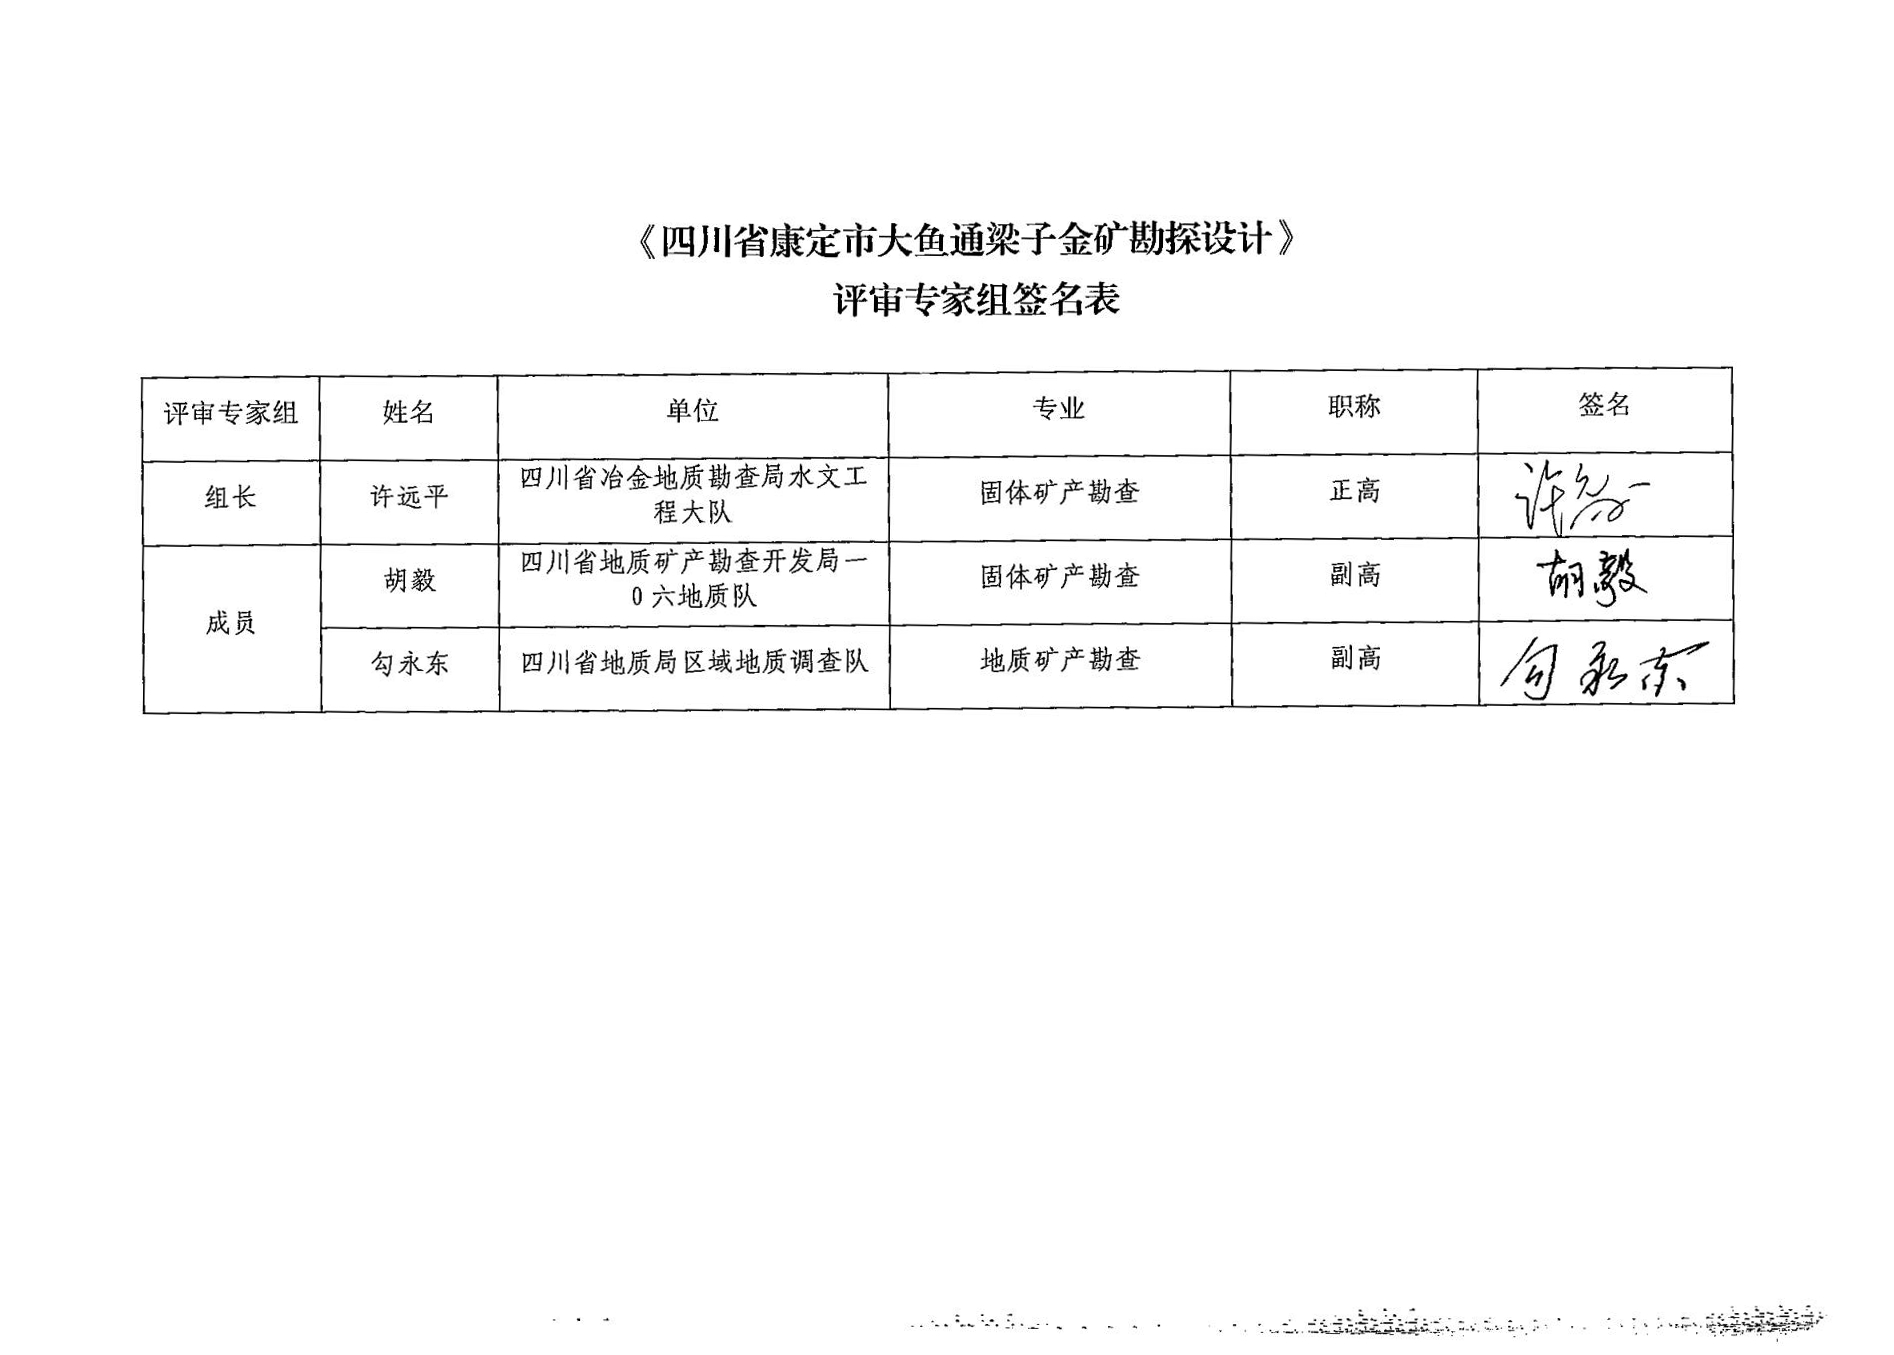 《四川省康定市大鱼通梁子金矿勘探设计》
评审专家组签名表
评审专家组 姓名 单位 专业 职称 签名
组长 许远平 四川省冶金地质勘查局水文工 固体矿产勘查 正高
程大队
成员 胡毅 四川省地质矿产勘查开发局一 固体矿产勘查 副高 胡毅
0六地质队
勾永东 四川省地质局区域地质调查队 地质矿产勘查 副高 勾永东